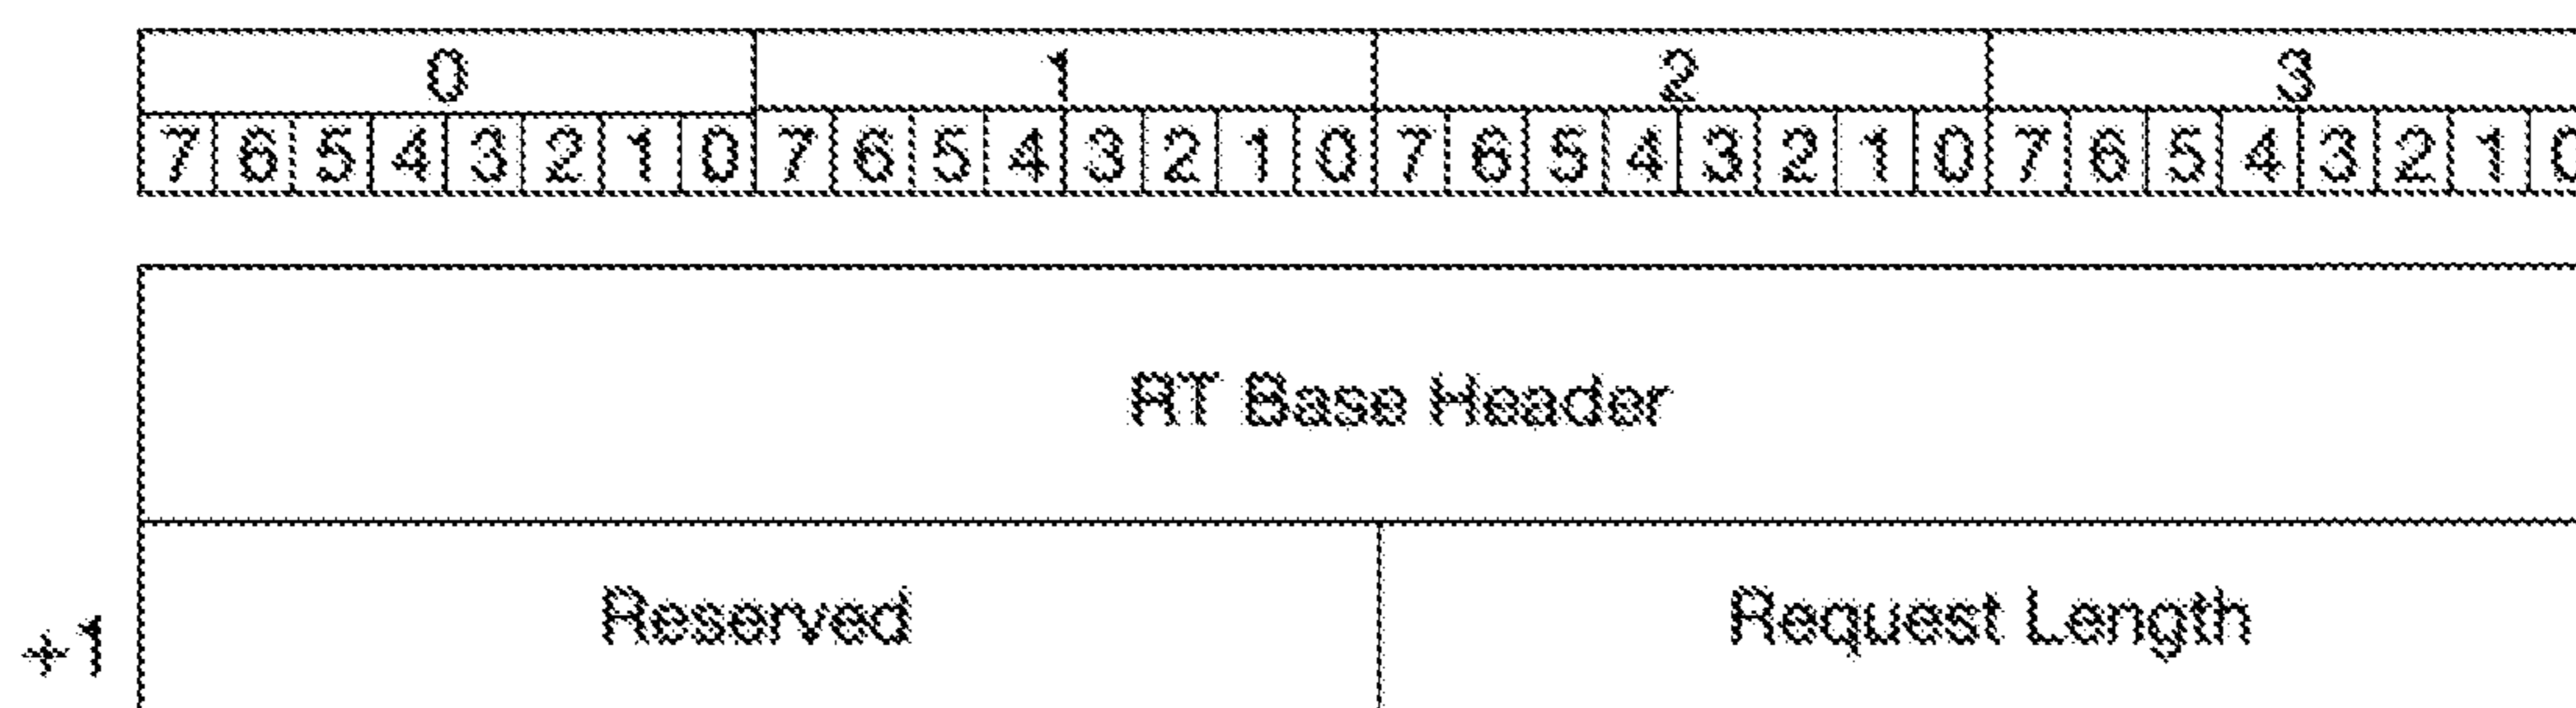 0 1 2 3
7 6 5 4 3 2 1 0 7 6 5 4 3 2 1 0 7 6 5 4 3 2 1 0 7 6 5 4 3 2 1 0
RT Base Header
Reserved Request Length
+1